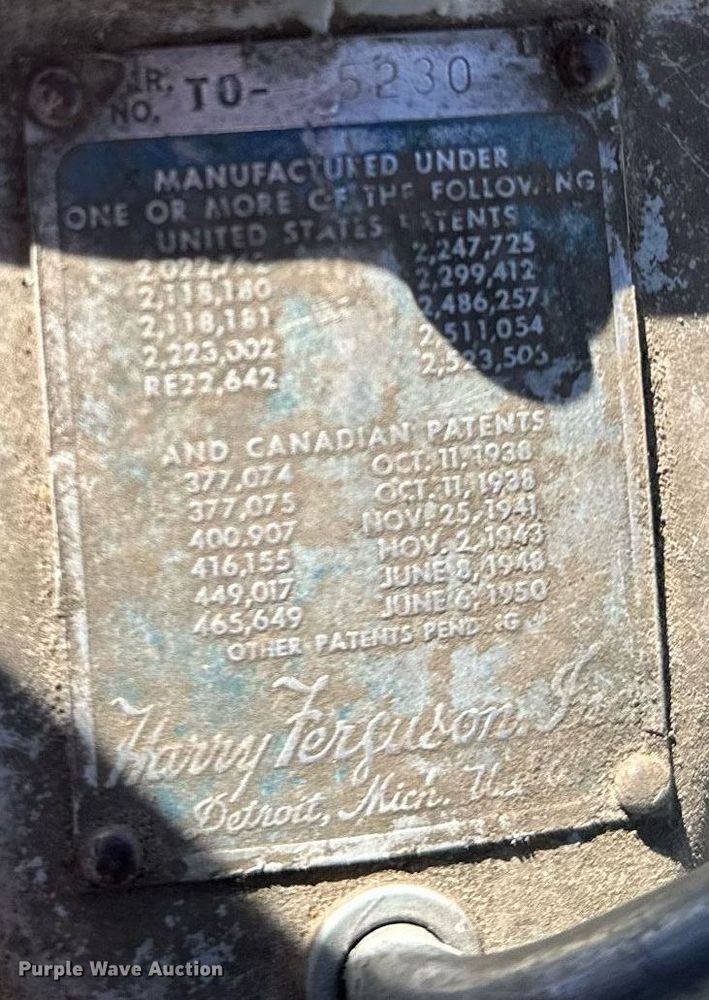 NO. TO- 5230
MANUFACTURED UNDER
ONE OR MORE OF THE FOLLOWING
UNITED STATES PATENTS
2,247,725
2,118,180 2,299,412
2,118,181 2,486,257
2,223,002 2,511,054
RE22,642
AND CANADIAN PATENTS
377,074 OCT. 11, 1938
377,075 OCT. 11, 1938
400,907 NOV. 25, 1941
416,155 NOV. 2, 1943
449,017 JUNE 8, 1948
465,649 JUNE 6, 1950
OTHER PATENTS PENDING
Harry Ferguson,
Detroit, Mich.
Purple Wave Auction